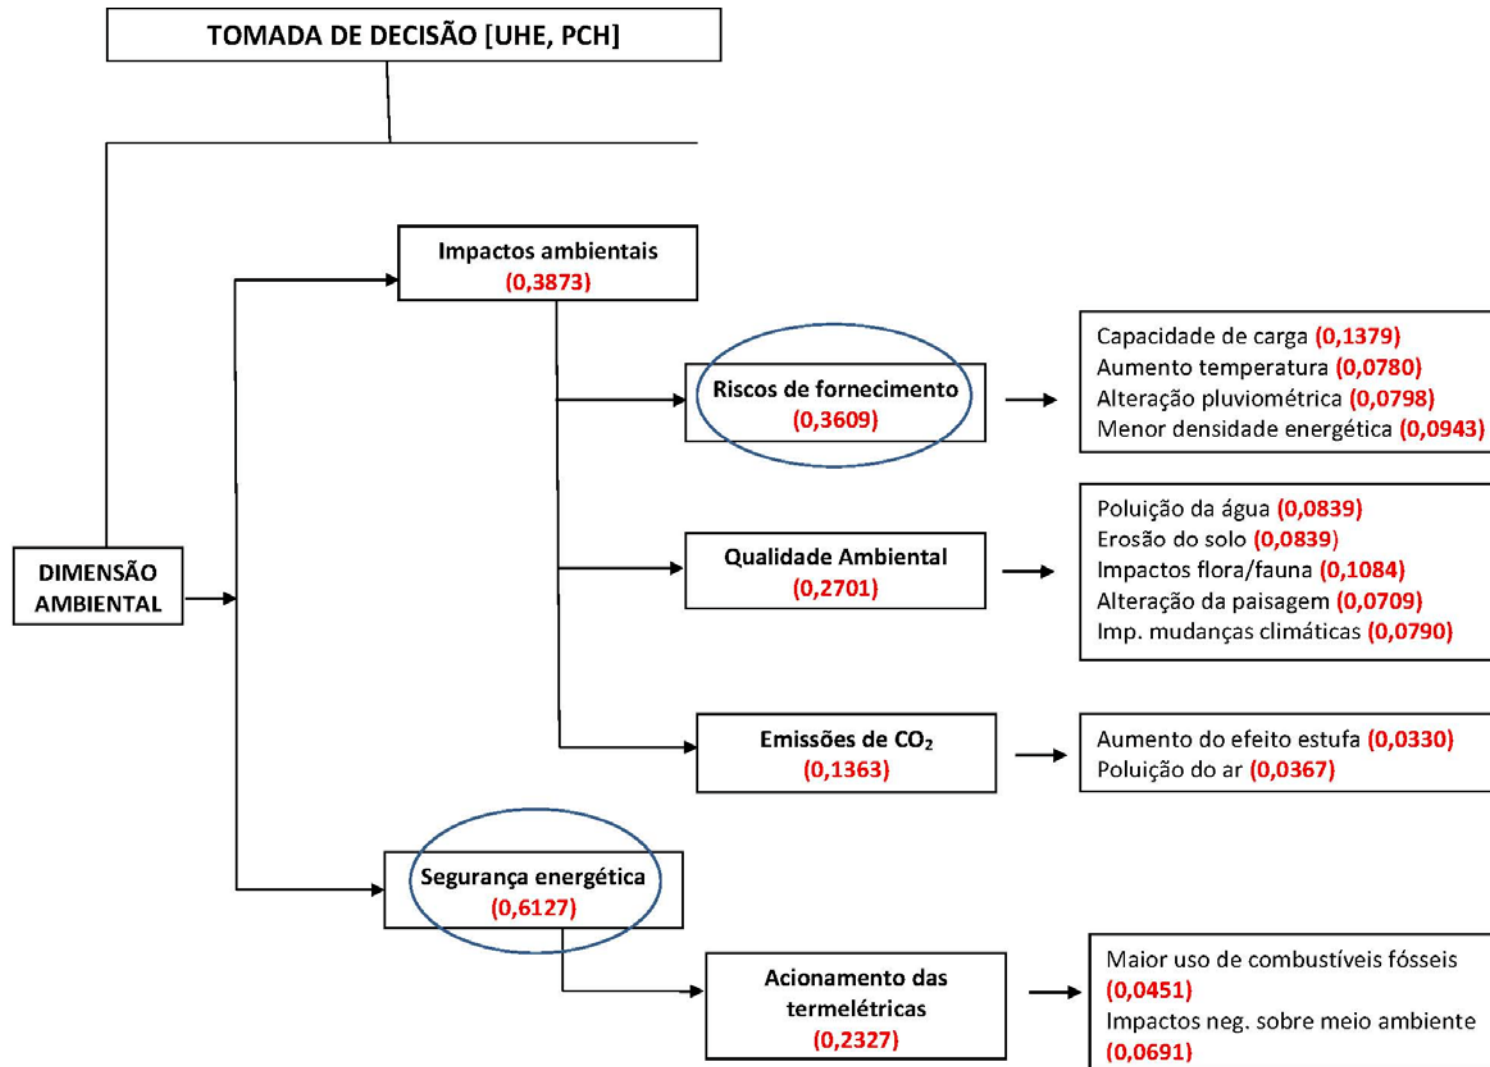 TOMADA DE DECISÃO [UHE, PCH]
Impactos ambientais
(0,3873)
Riscos de fornecimento
(0,3609)
Capacidade de carga (0,1379)
Aumento temperatura (0,0780)
Alteração pluviométrica (0,0798)
Menor densidade energética (0,0943)
DIMENSÃO
AMBIENTAL
Qualidade Ambiental
(0,2701)
Poluição da água (0,0839)
Erosão do solo (0,0839)
Impactos flora/fauna (0,1084)
Alteração da paisagem (0,0709)
Imp. mudanças climáticas (0,0790)
Emissões de CO₂
(0,1363)
Aumento do efeito estufa (0,0330)
Poluição do ar (0,0367)
Segurança energética
(0,6127)
Acionamento das
termelétricas
(0,2327)
Maior uso de combustíveis fósseis
(0,0451)
Impactos neg. sobre meio ambiente
(0,0691)